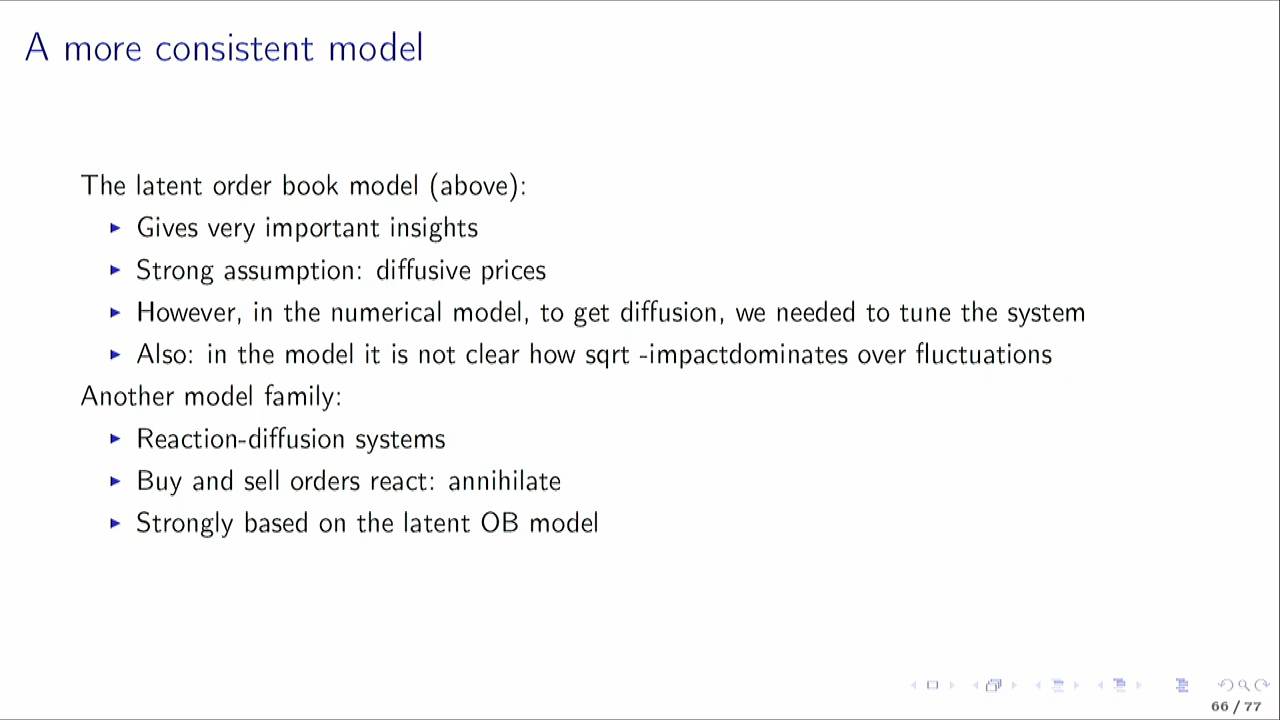 A more consistent model
The latent order book model (above):
Gives very important insights
Strong assumption: diffusive prices
However, in the numerical model, to get diffusion, we needed to tune the system
Also: in the model it is not clear how sqrt -impactdominates over fluctuations
Another model family:
Reaction-diffusion systems
Buy and sell orders react: annihilate
Strongly based on the latent OB model
66 / 77